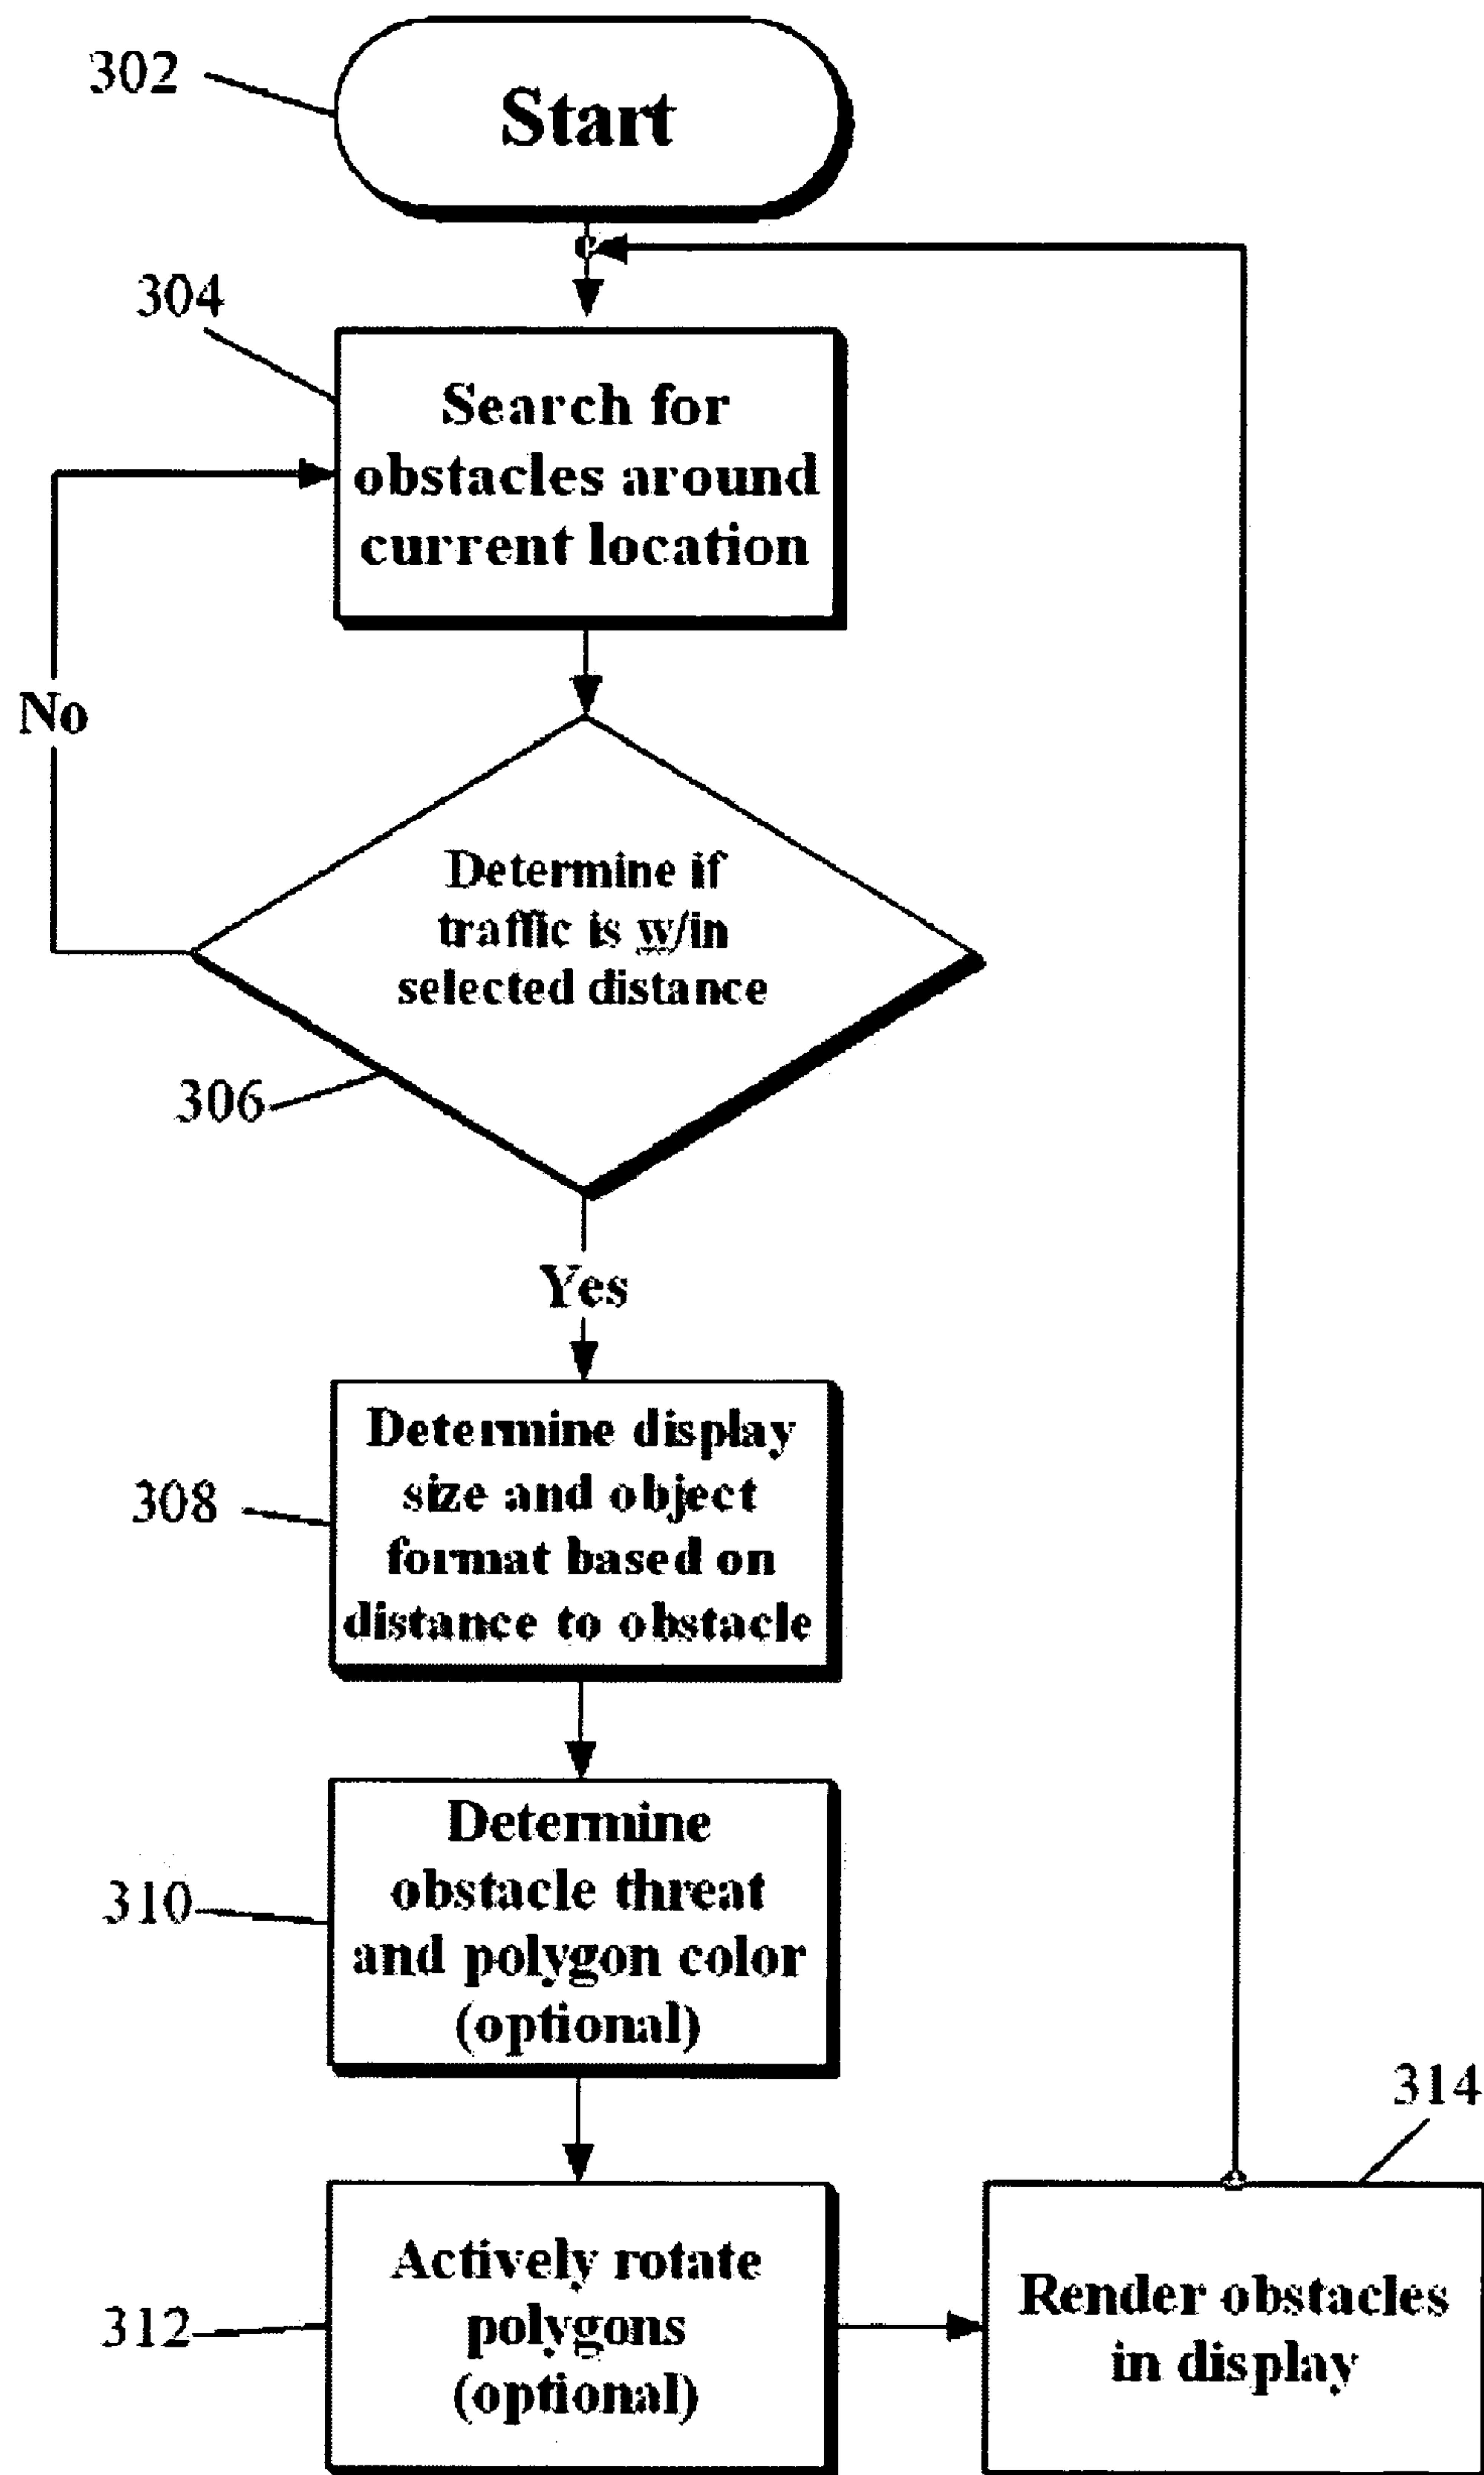 302
Start
304
Search for
obstacles around
current location
No
Determine if
traffic is w/in
selected distance
306
Yes
308
Determine display
size and object
format based on
distance to obstacle
310
Determine
obstacle threat
and polygon color
(optional)
314
312
Actively rotate
polygons
(optional)
Render obstacles
in display